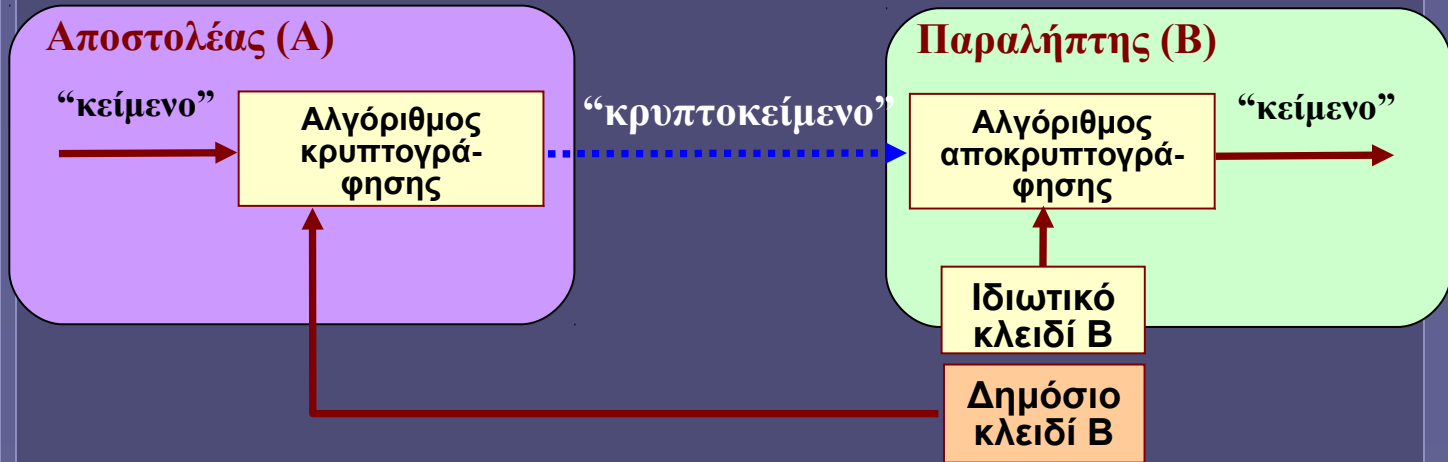 Αποστολέας (Α)
“κείμενο”
Αλγόριθμος
κρυπτογρά-
φησης
“κρυπτοκείμενο”
Παραλήπτης (Β)
Αλγόριθμος
αποκρυπτογρά-
φησης
“κείμενο”
Ιδιωτικό
κλειδί Β
Δημόσιο
κλειδί Β